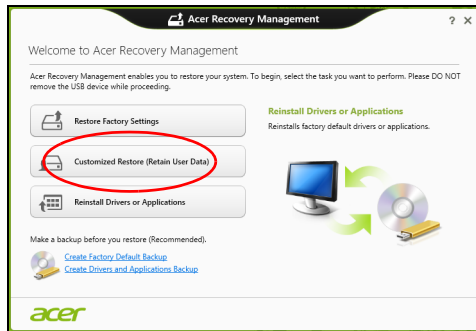 Acer Recovery Management
? X
Welcome to Acer Recovery Management
Acer Recovery Management enables you to restore your system. To begin, select the task you want to perform. Please DO NOT
remove the USB device while proceeding.
Restore Factory Settings
Customized Restore (Retain User Data)
Reinstall Drivers or Applications
Reinstall Drivers or Applications
Reinstalls factory default drivers or applications.
Make a backup before you restore (Recommended).
Create Factory Default Backup
Create Drivers and Applications Backup
acer